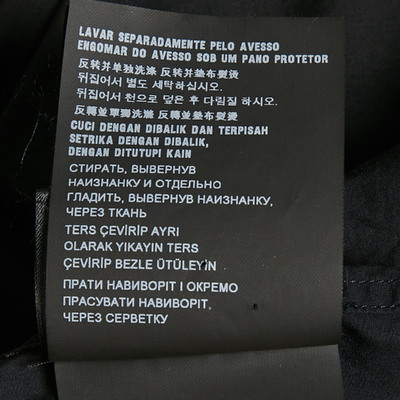 LAVAR SEPARADAMENTE PELO AVESSO
ENGOMAR DO AVESSO SOB UM PANO PROTETOR
反转并单独洗涤 反转并垫布熨烫
뒤집어서 별도 세탁하십시오.
뒤집어서 천으로 덮은 후 다림질 하십시오.
反轉並單獨洗滌 反轉並墊布熨燙
CUCI DENGAN DIBALIK DAN TERPISAH
SETRIKA DENGAN DIBALIK,
DENGAN DITUTUPI KAIN
СТИРАТЬ, ВЫВЕРНУВ
НАИЗНАНКУ И ОТДЕЛЬНО
ГЛАДИТЬ, ВЫВЕРНУВ НАИЗНАНКУ,
ЧЕРЕЗ ТКАНЬ
TERS ÇEVİRİP AYRI
OLARAK YIKAYIN TERS
ÇEVİRİP BEZLE ÜTÜLEYİN
ПРАТИ НАВИВОРІТ І ОКРЕМО
ПРАСУВАТИ НАВИВОРІТ,
ЧЕРЕЗ СЕРВЕТКУ